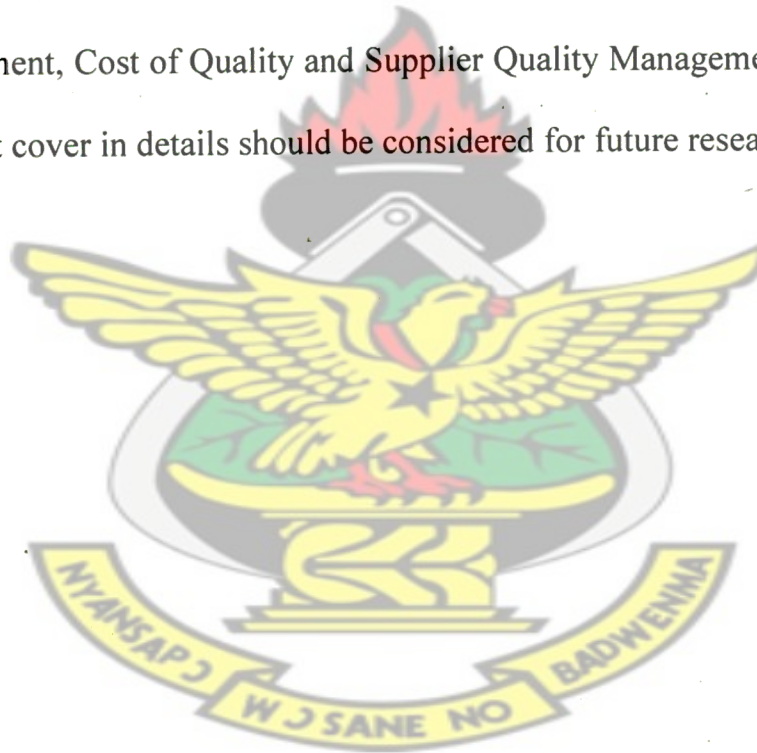 nent, Cost of Quality and Supplier Quality Manageme
t cover in details should be considered for future resea
NYANSAPƆ WƆSANE NO BADWENMA